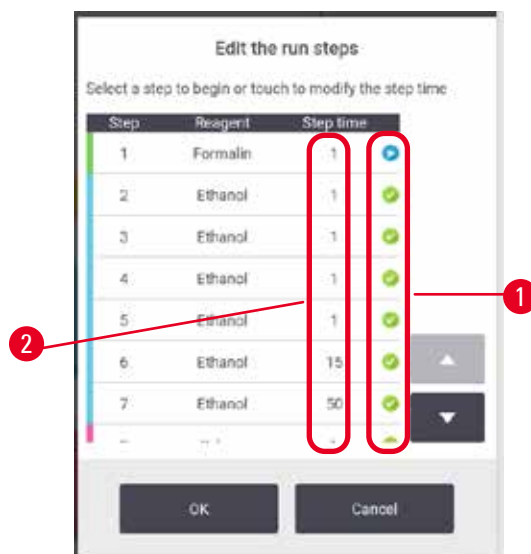 Edit the run steps
Select a step to begin or touch to modify the step time
Step Reagent Step time
1 Formalin 1
2 Ethanol 1
3 Ethanol 1
4 Ethanol 1
1
5 Ethanol 1
2
6 Ethanol 15
7 Ethanol 50
OK Cancel